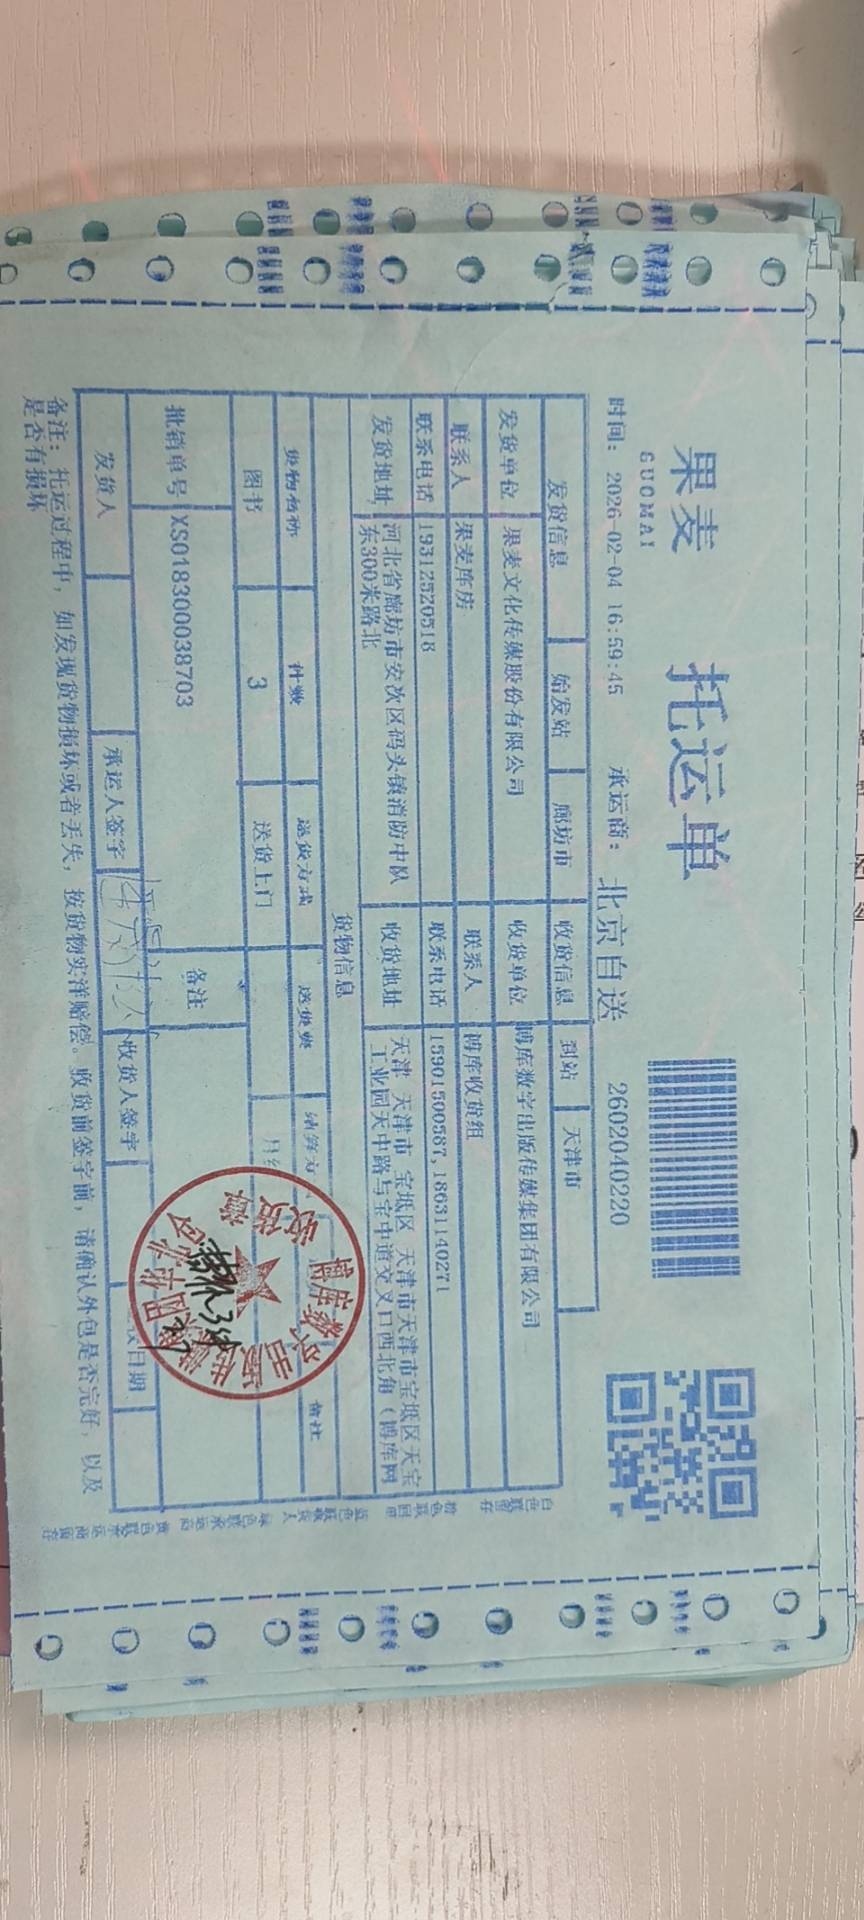 果麦
GUOMAI
托运单
时间: 2026-02-04 16:59:45 承运商: 北京自送 2602040220
发货信息 始发站 廊坊市 收货信息 到站 天津市
发货单位 果麦文化传媒股份有限公司 收货单位 博库数字出版传媒集团有限公司
联系人 果麦库房 联系人 博库收货组
联系电话 19312520518 联系电话 15901500587,18631140271
发货地址 河北省廊坊市安次区码头镇消防中队东300米路北 收货地址 天津 天津市 宝坻区 天津市天津市宝坻区天宝工业园天中路与宝中道交叉口西北角(博库网
货物信息
货物名称 件数 送货方式 送货费 结算方 备注
图书 3 送货上门 月结
批销单号 XS018300038703 备注
发货人 承运人签字 收货人签字 日期
备注: 托运过程中, 如发现货物损坏或者丢失, 按货物实洋赔偿。收货前签字前, 请确认外包是否完好, 以及
是否有损坏